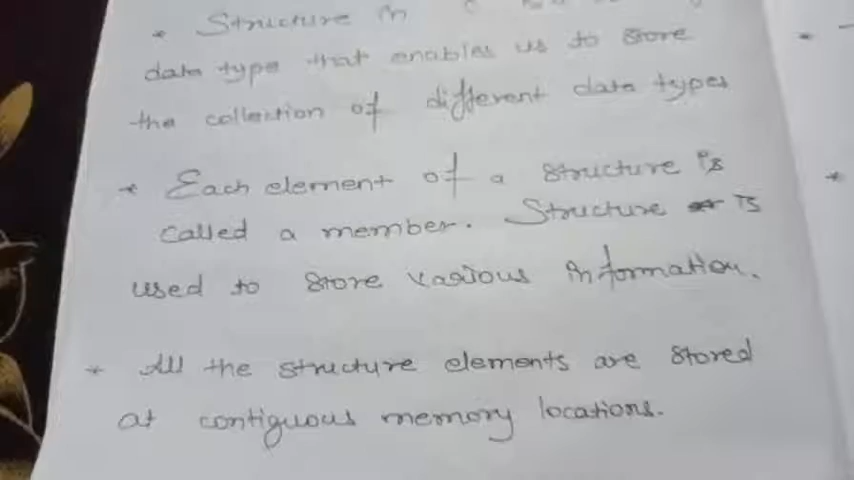 * Structure in
data type that enables us to store
the collection of different data types
* Each element of a structure is
called a member. Structure is
used to store various information.
* All the structure elements are stored
at contiguous memory locations.